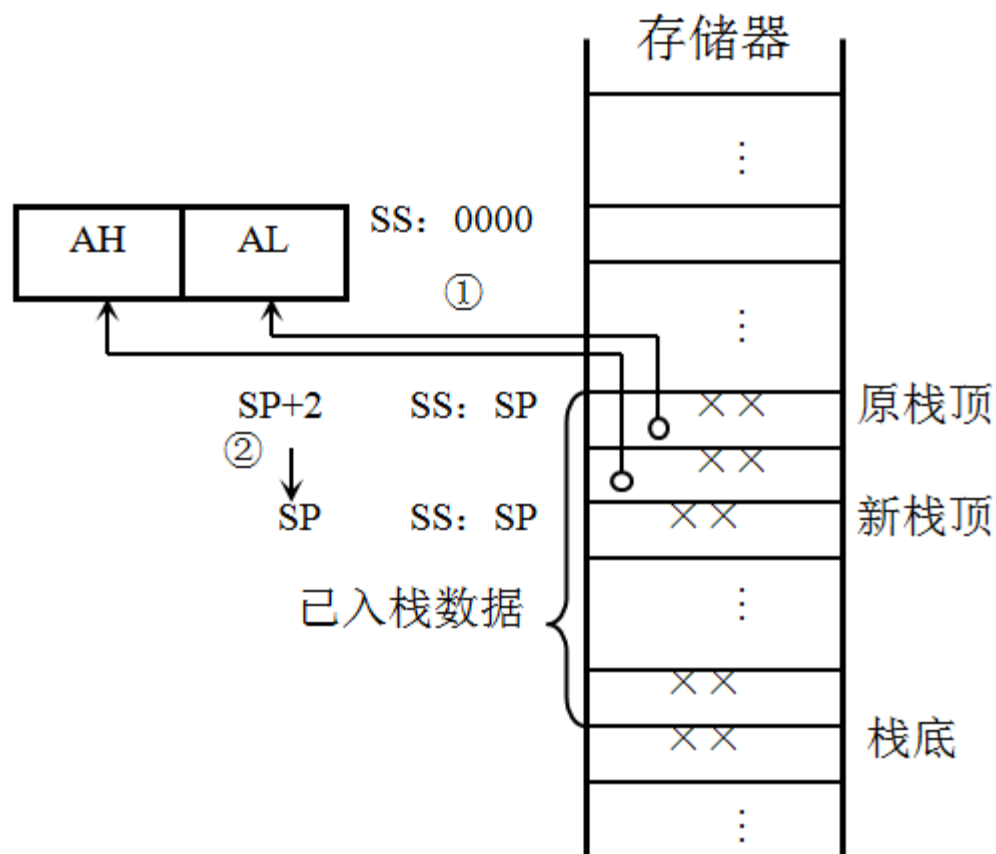 存储器
⋮
AH AL SS：0000
①
⋮
SP+2 SS：SP ×× 原栈顶
② ××
SP SS：SP ×× 新栈顶
已入栈数据 ⋮
××
×× 栈底
⋮